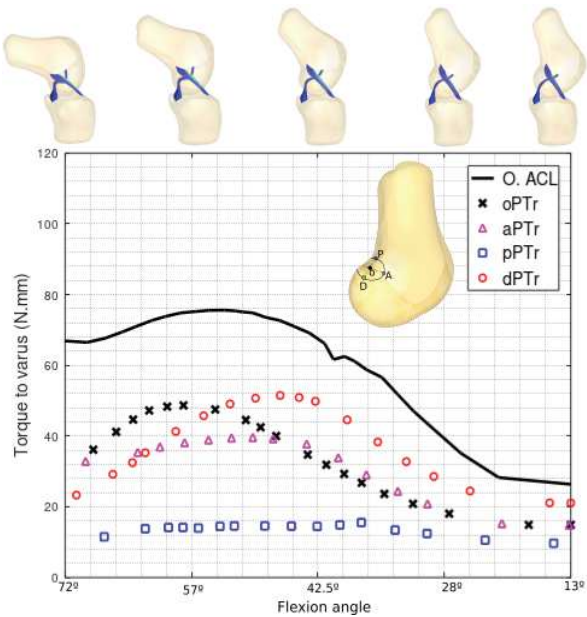 120
100
80
60
40
20
0
Torque to varus (N.mm)
O. ACL
oPTr
aPTr
pPTr
dPTr
P
O
A
D
72º 57º 42.5º 28º 13º
Flexion angle